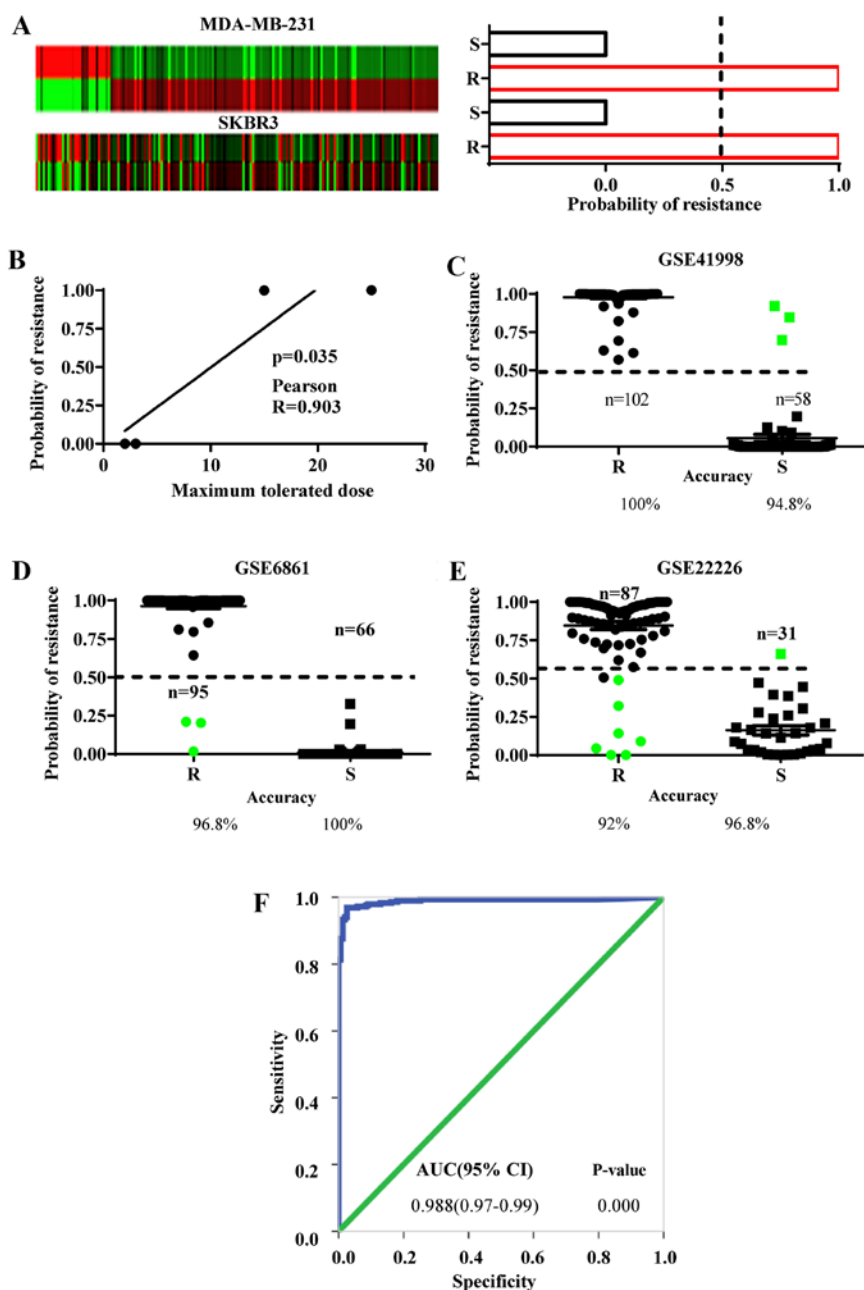 A
MDA-MB-231
SKBR3
S
R
S
R
0.0 0.5 1.0
Probability of resistance
B
Probability of resistance
1.00
0.75
0.50
0.25
0.00
p=0.035
Pearson
R=0.903
0 10 20 30
Maximum tolerated dose
C
GSE41998
Probability of resistance
1.00
0.75
0.50
0.25
0.00
n=102 n=58
R S
Accuracy
100% 94.8%
D
GSE6861
Probability of resistance
1.00
0.75
0.50
0.25
0.00
n=66
n=95
R S
Accuracy
96.8% 100%
E
GSE22226
Probability of resistance
1.00
0.75
0.50
0.25
0.00
n=87
n=31
R S
Accuracy
92% 96.8%
F
Sensitivity
1.0
0.8
0.6
0.4
0.2
0.0
AUC(95% CI) P-value
0.988(0.97-0.99) 0.000
0.0 0.2 0.4 0.6 0.8 1.0
Specificity